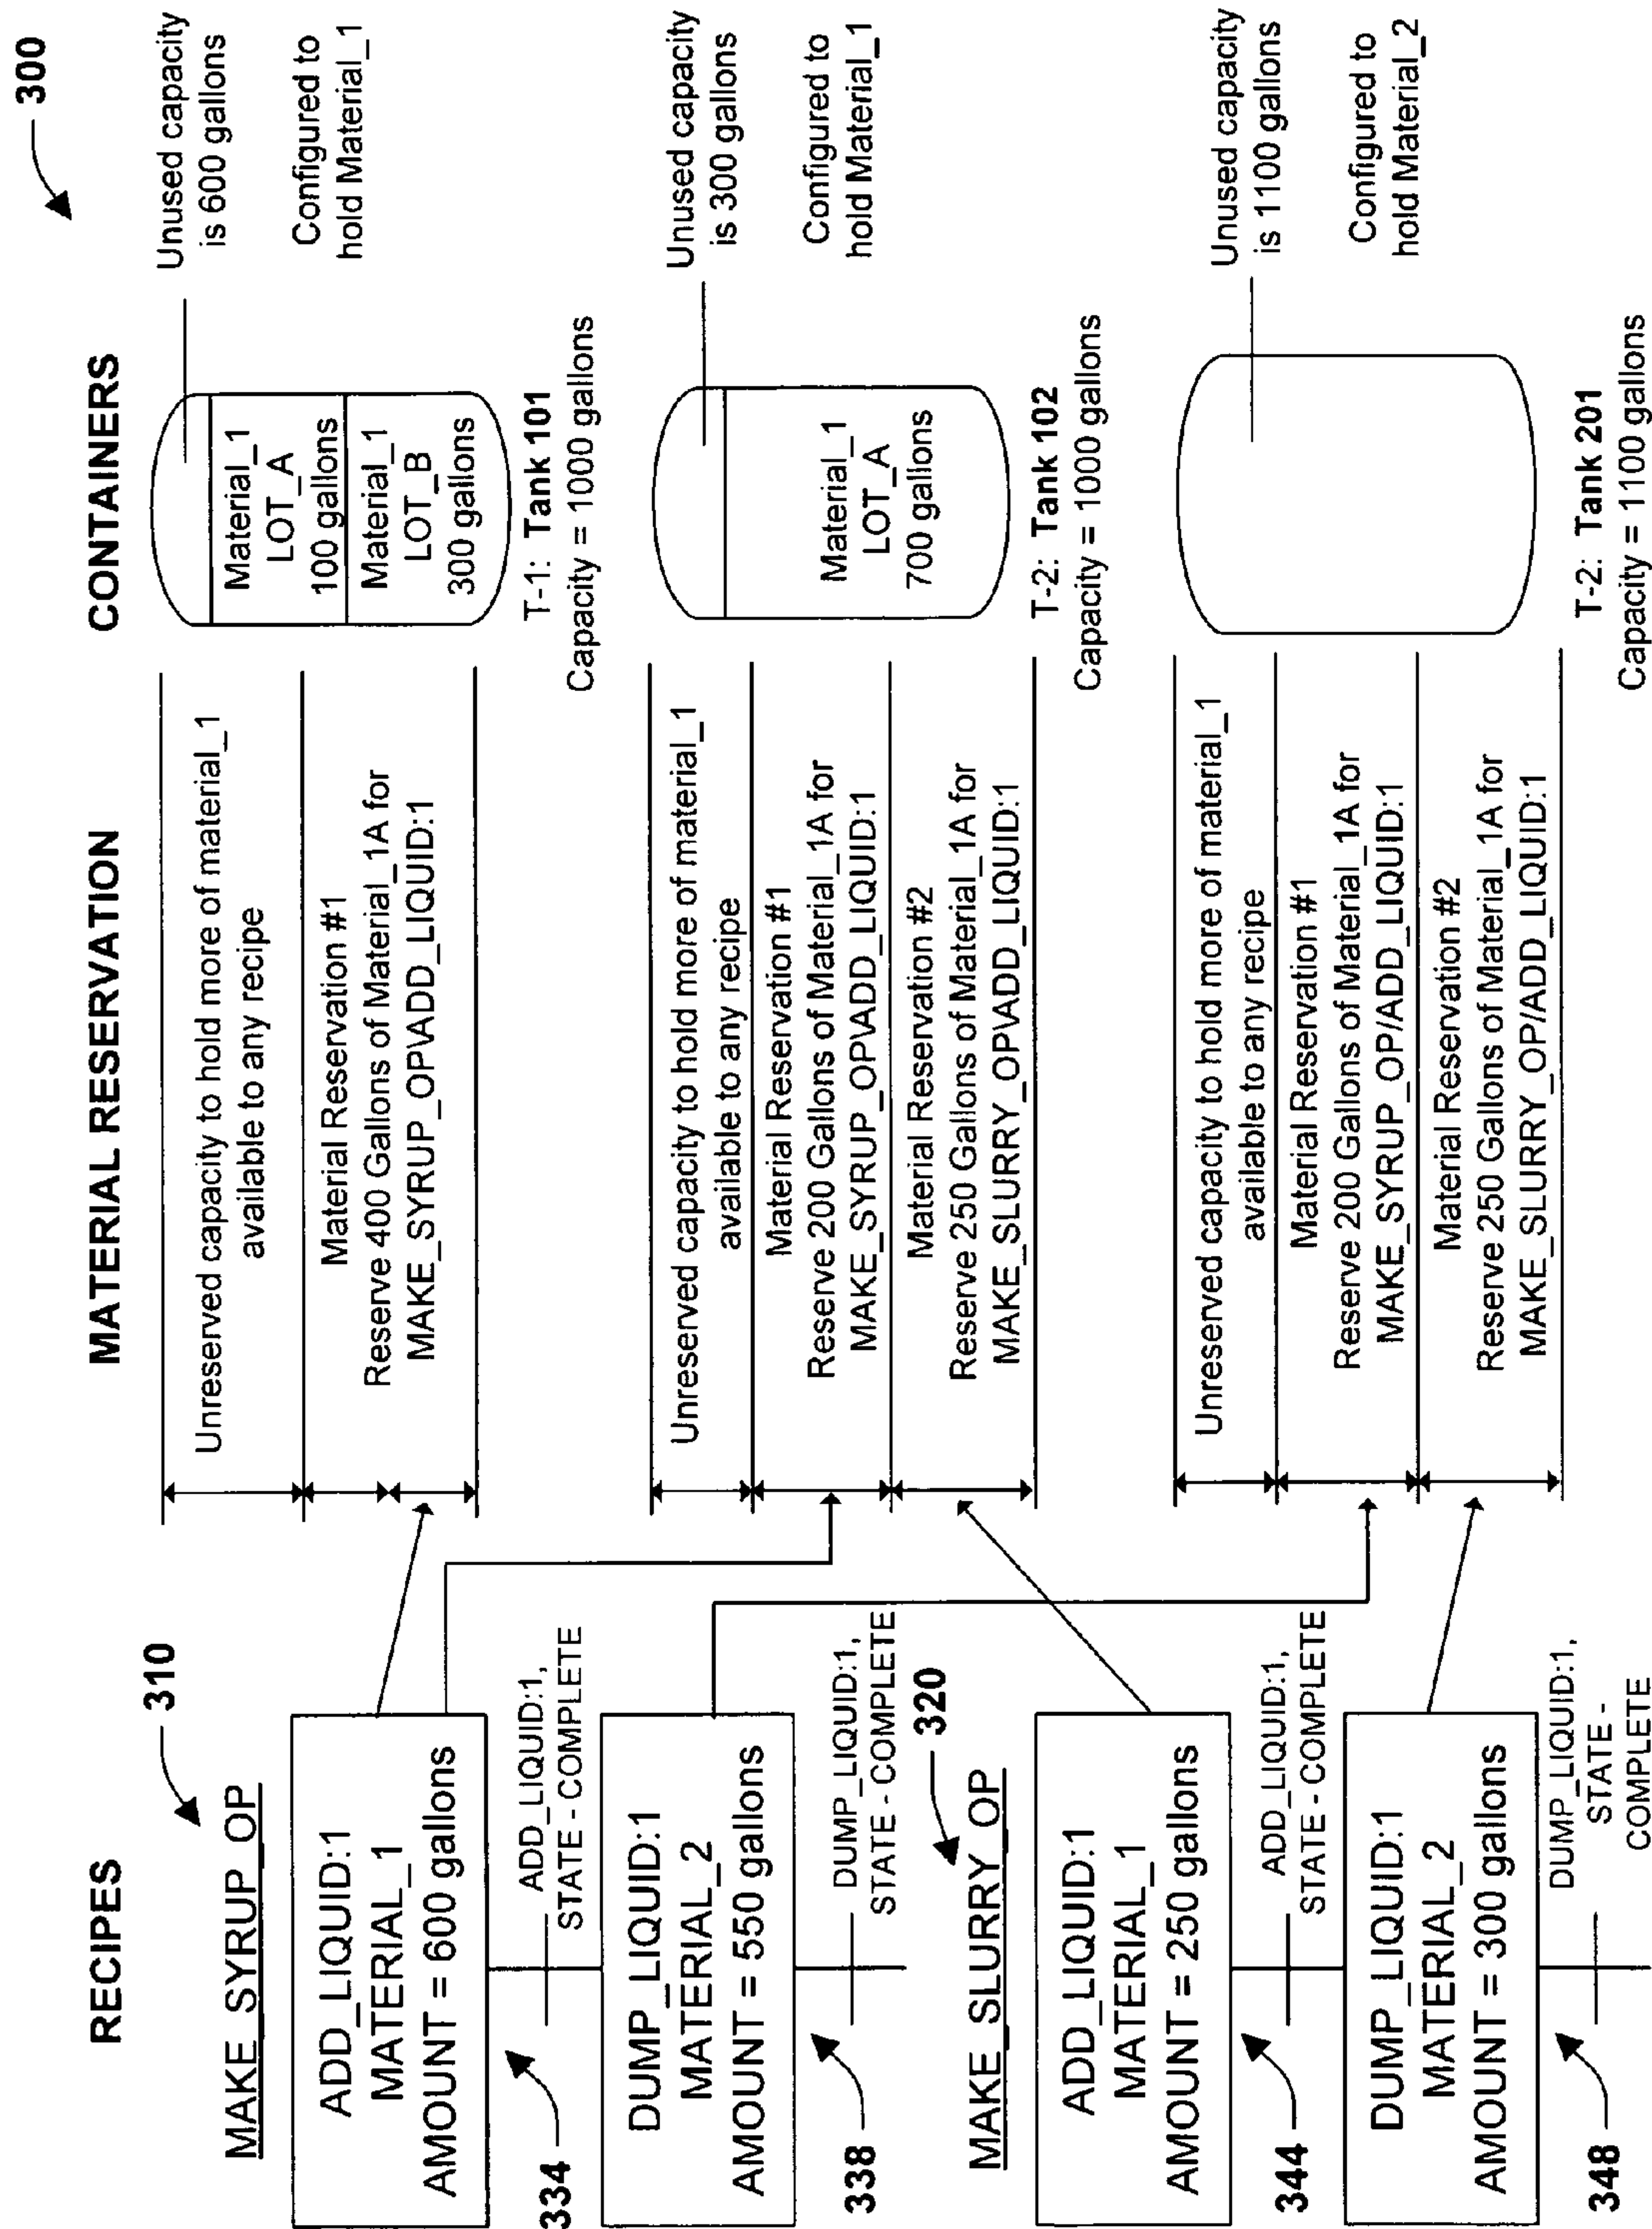 300
RECIPES
MATERIAL RESERVATION
CONTAINERS
310
MAKE_SYRUP_OP
ADD_LIQUID:1
MATERIAL_1
AMOUNT = 600 gallons
334
ADD_LIQUID:1,
STATE - COMPLETE
DUMP_LIQUID:1
MATERIAL_2
AMOUNT = 550 gallons
338
DUMP_LIQUID:1,
STATE - COMPLETE
320
MAKE_SLURRY_OP
ADD_LIQUID:1
MATERIAL_1
AMOUNT = 250 gallons
344
ADD_LIQUID:1,
STATE - COMPLETE
DUMP_LIQUID:1
MATERIAL_2
AMOUNT = 300 gallons
348
DUMP_LIQUID:1,
STATE -
COMPLETE
Unreserved capacity to hold more of material_1
available to any recipe
Material Reservation #1
Reserve 400 Gallons of Material_1A for
MAKE_SYRUP_OP\ADD_LIQUID:1
Unreserved capacity to hold more of material_1
available to any recipe
Material Reservation #1
Reserve 200 Gallons of Material_1A for
MAKE_SYRUP_OP\ADD_LIQUID:1
Material Reservation #2
Reserve 250 Gallons of Material_1A for
MAKE_SLURRY_OP\ADD_LIQUID:1
Unreserved capacity to hold more of material_1
available to any recipe
Material Reservation #1
Reserve 200 Gallons of Material_1A for
MAKE_SYRUP_OP/ADD_LIQUID:1
Material Reservation #2
Reserve 250 Gallons of Material_1A for
MAKE_SLURRY_OP/ADD_LIQUID:1
Material_1
LOT_A
100 gallons
Material_1
LOT_B
300 gallons
T-1: Tank 101
Capacity = 1000 gallons
Unused capacity
is 600 gallons
Configured to
hold Material_1
Material_1
LOT_A
700 gallons
T-2: Tank 102
Capacity = 1000 gallons
Unused capacity
is 300 gallons
Configured to
hold Material_1
T-2: Tank 201
Capacity = 1100 gallons
Unused capacity
is 1100 gallons
Configured to
hold Material_2